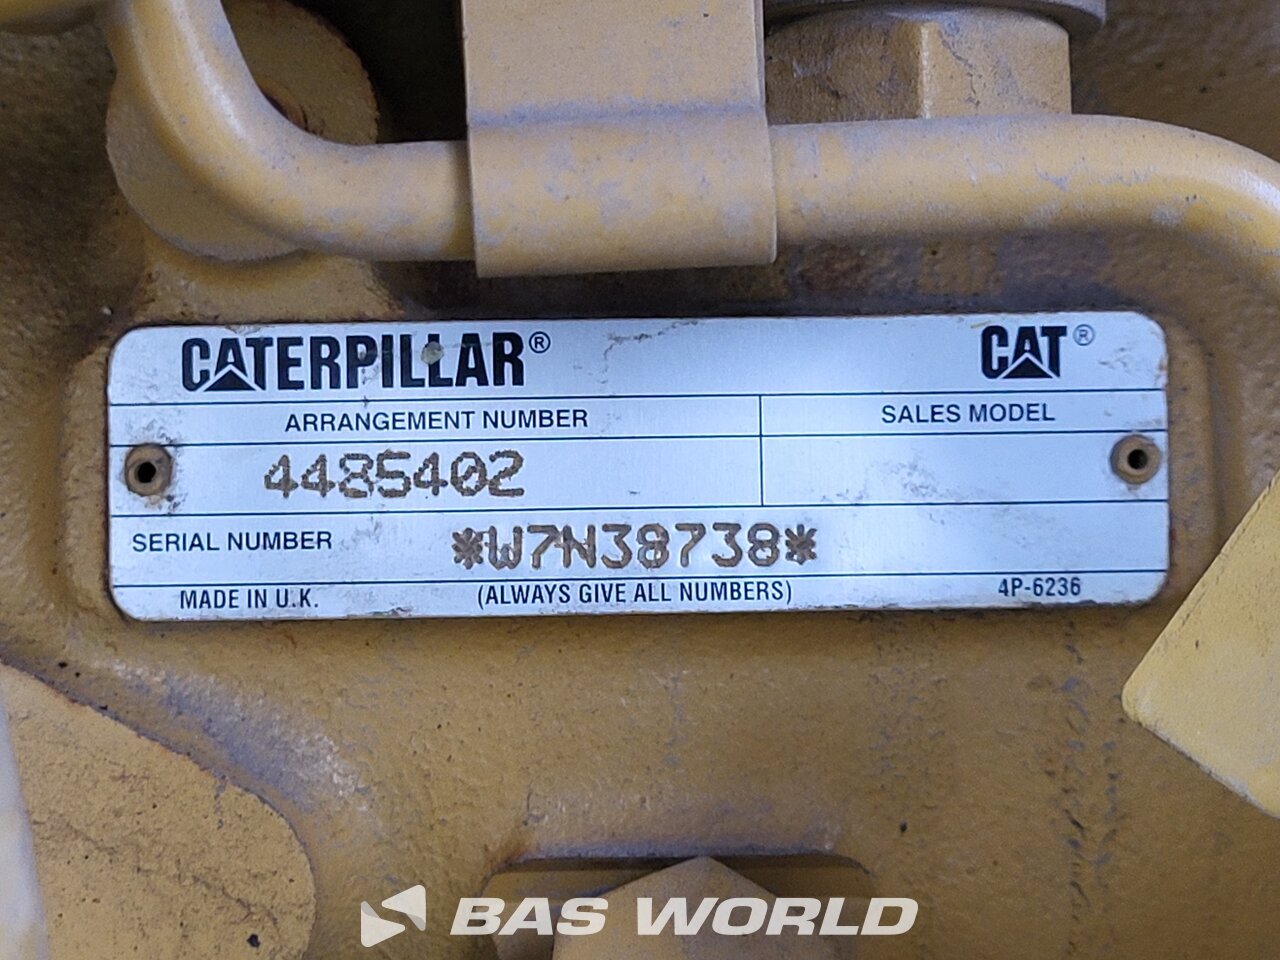 CATERPILLAR® CAT®
ARRANGEMENT NUMBER SALES MODEL
4485402
SERIAL NUMBER *W7N38738*
MADE IN U.K. (ALWAYS GIVE ALL NUMBERS) 4P-6236
BAS WORLD